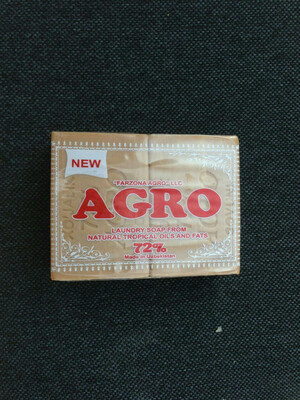 NEW
"FARZONA AGRO" LLC
AGRO
LAUNDRY SOAP FROM
NATURAL TROPICAL OILS AND FATS
72%
Made in Uzbekistan